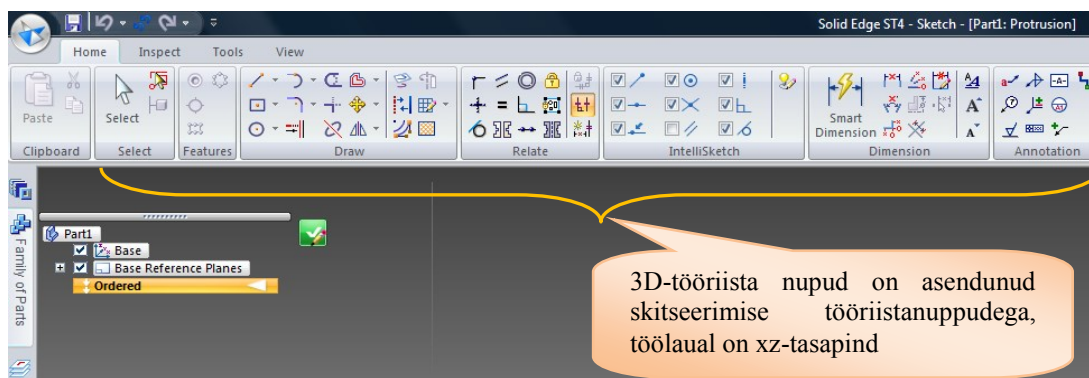 Solid Edge ST4 - Sketch - [Part1: Protrusion]
Home Inspect Tools View
Paste
Select
Smart Dimension
Clipboard Select Features Draw Relate IntelliSketch Dimension Annotation
Family of Parts
Part1
Base
Base Reference Planes
Ordered
3D-tööriista nupud on asendunud
skitseerimise tööriistanuppudega,
töölaual on xz-tasapind